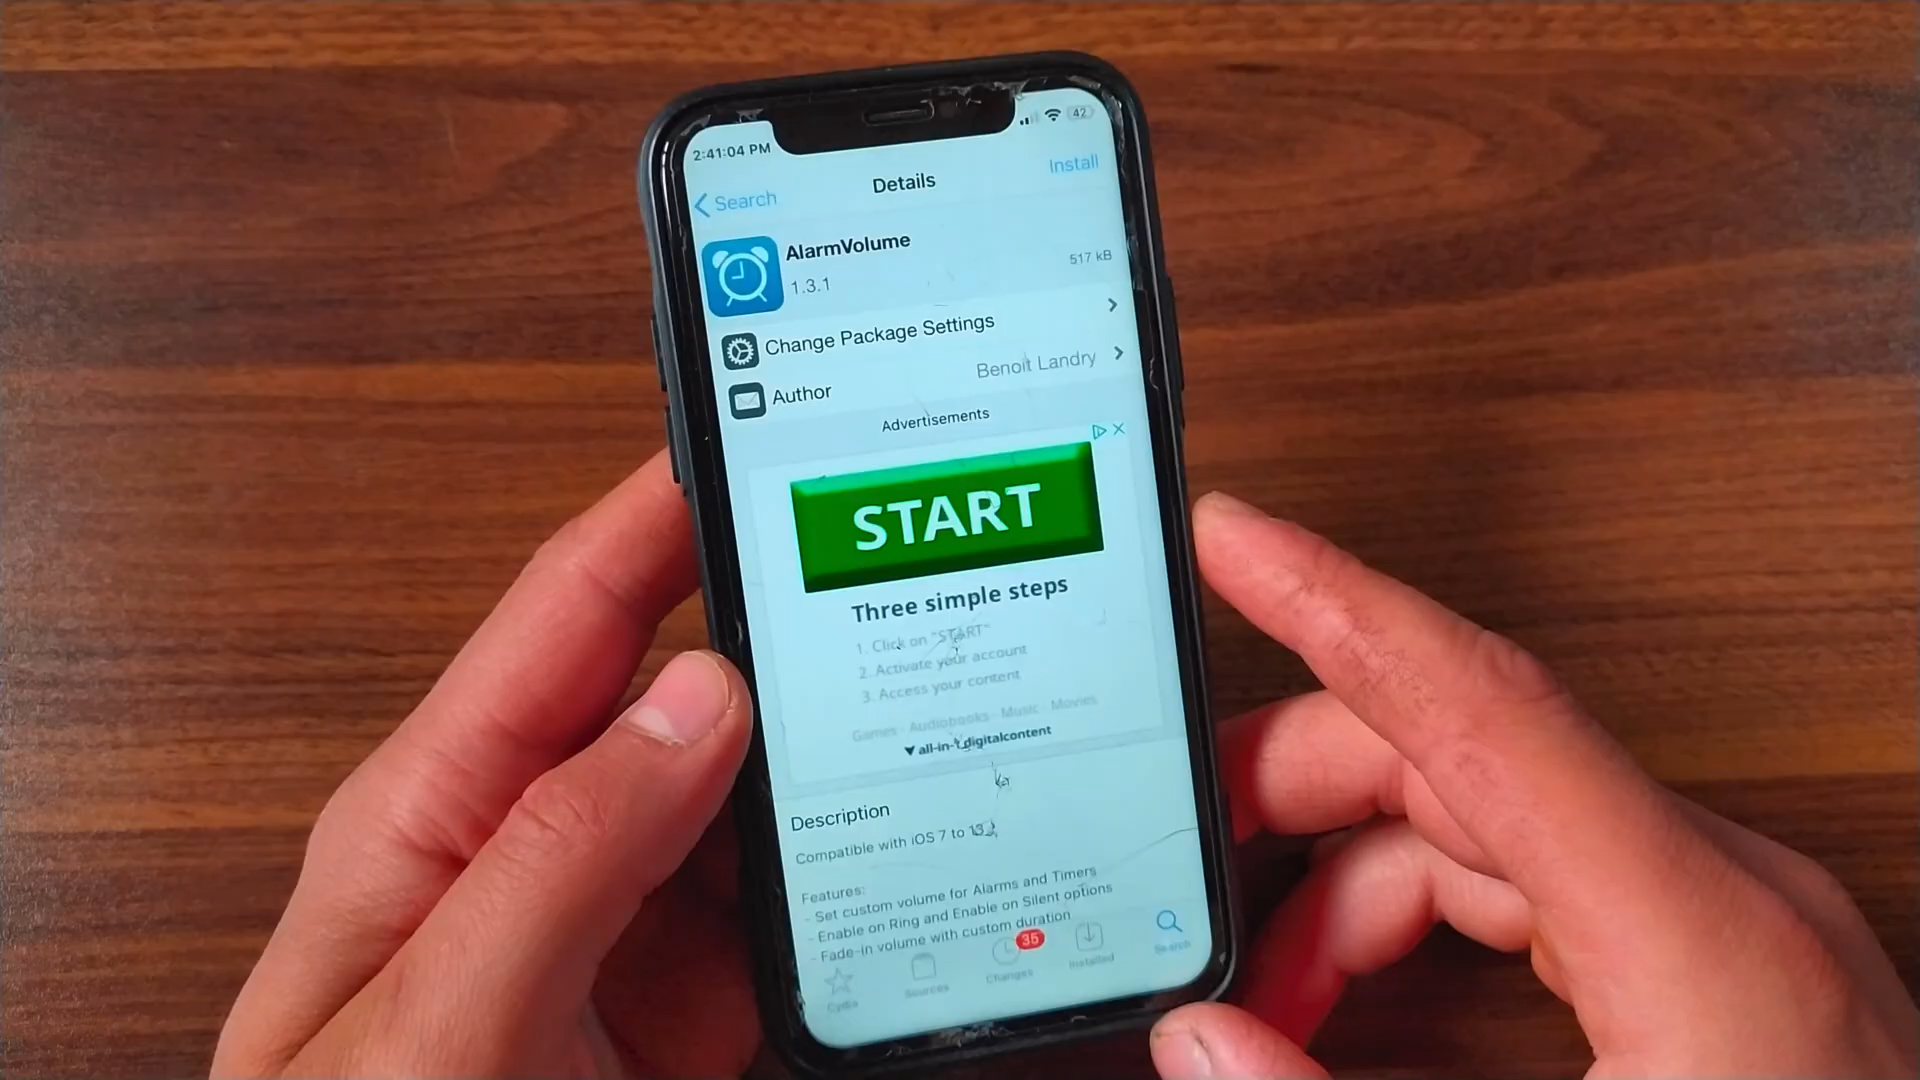 2:41:04 PM
42
Search
Details
Install
AlarmVolume
1.3.1
517 kB
Change Package Settings
Author
Benoit Landry
Advertisements
START
Three simple steps
1. Click on "START"
2. Activate your account
3. Access your content
Games · Audiobooks · Music · Movies
digitalcontent
Description
Compatible with iOS 7 to 13
Features:
- Set custom volume for Alarms and Timers
- Enable on Ring and Enable on Silent options
- Fade-in volume with custom duration
35
Cydia
Sources
Changes
Installed
Search